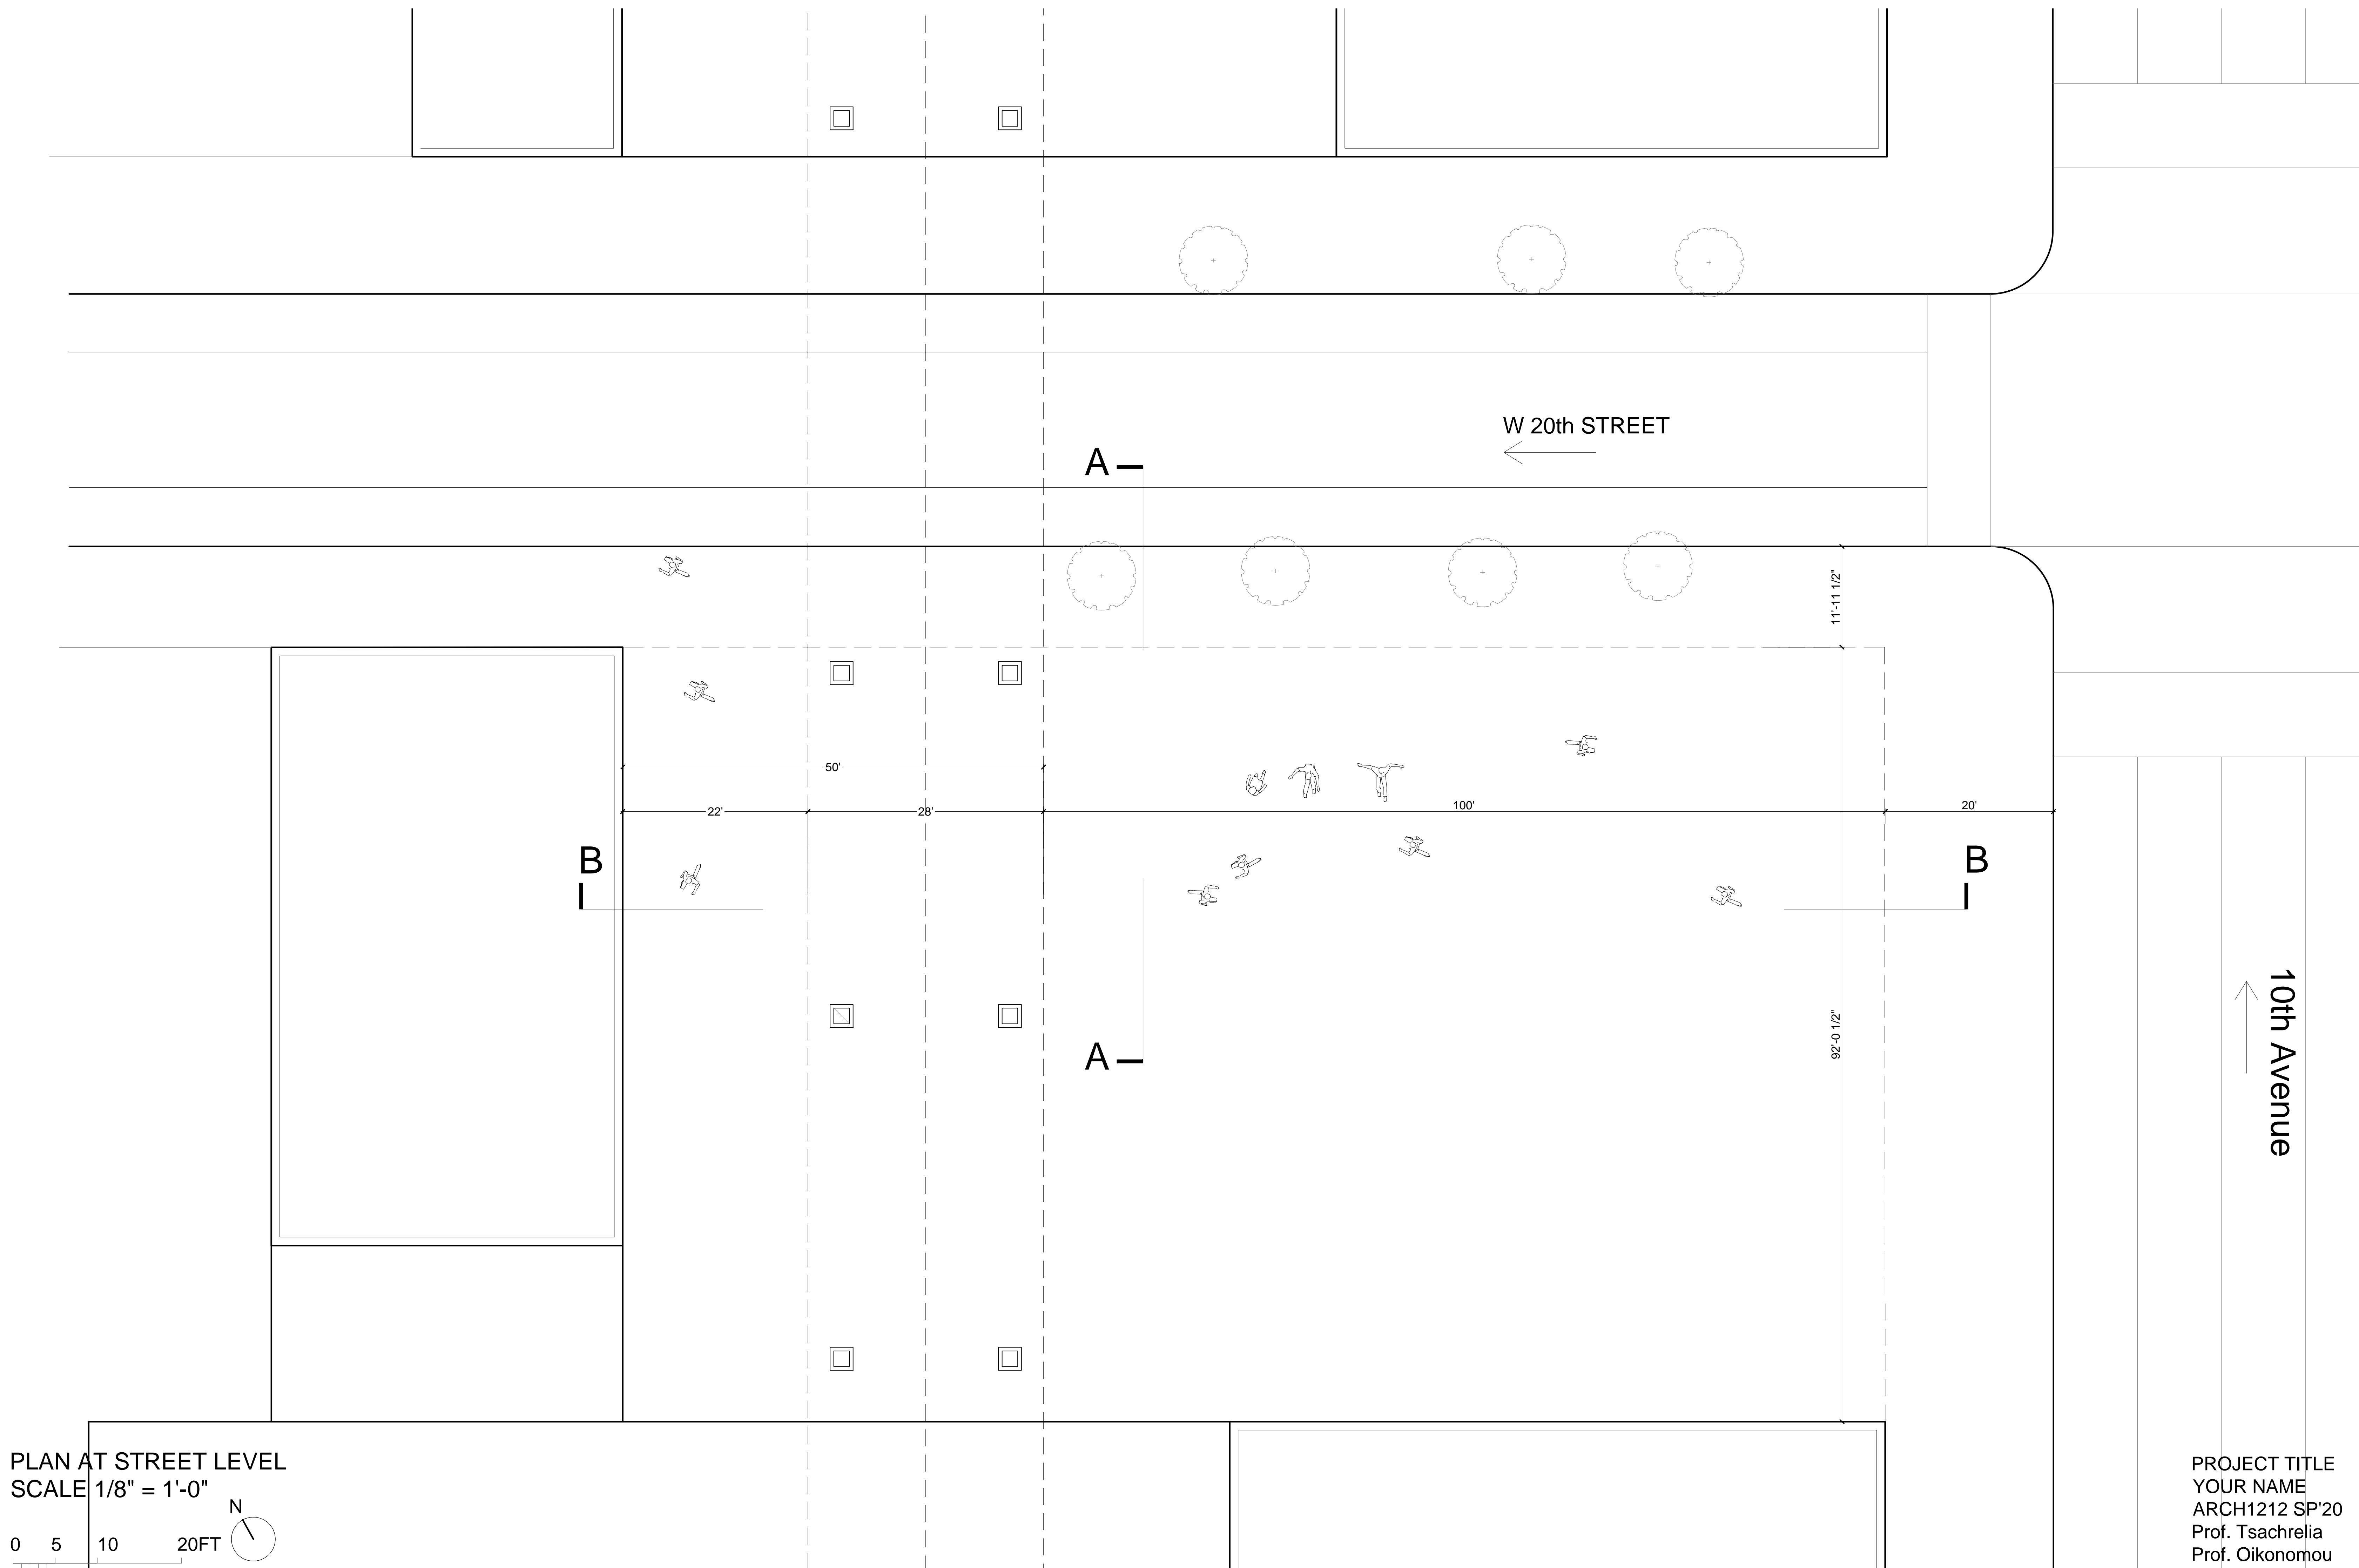 W 20th STREET
A
11'-11 1/2"
50'
22'
28'
100'
20'
B
B
10th Avenue
92'-0 1/2"
A
PLAN AT STREET LEVEL
SCALE 1/8" = 1'-0"
N
0 5 10 20FT
PROJECT TITLE
YOUR NAME
ARCH1212 SP'20
Prof. Tsachrelia
Prof. Oikonomou